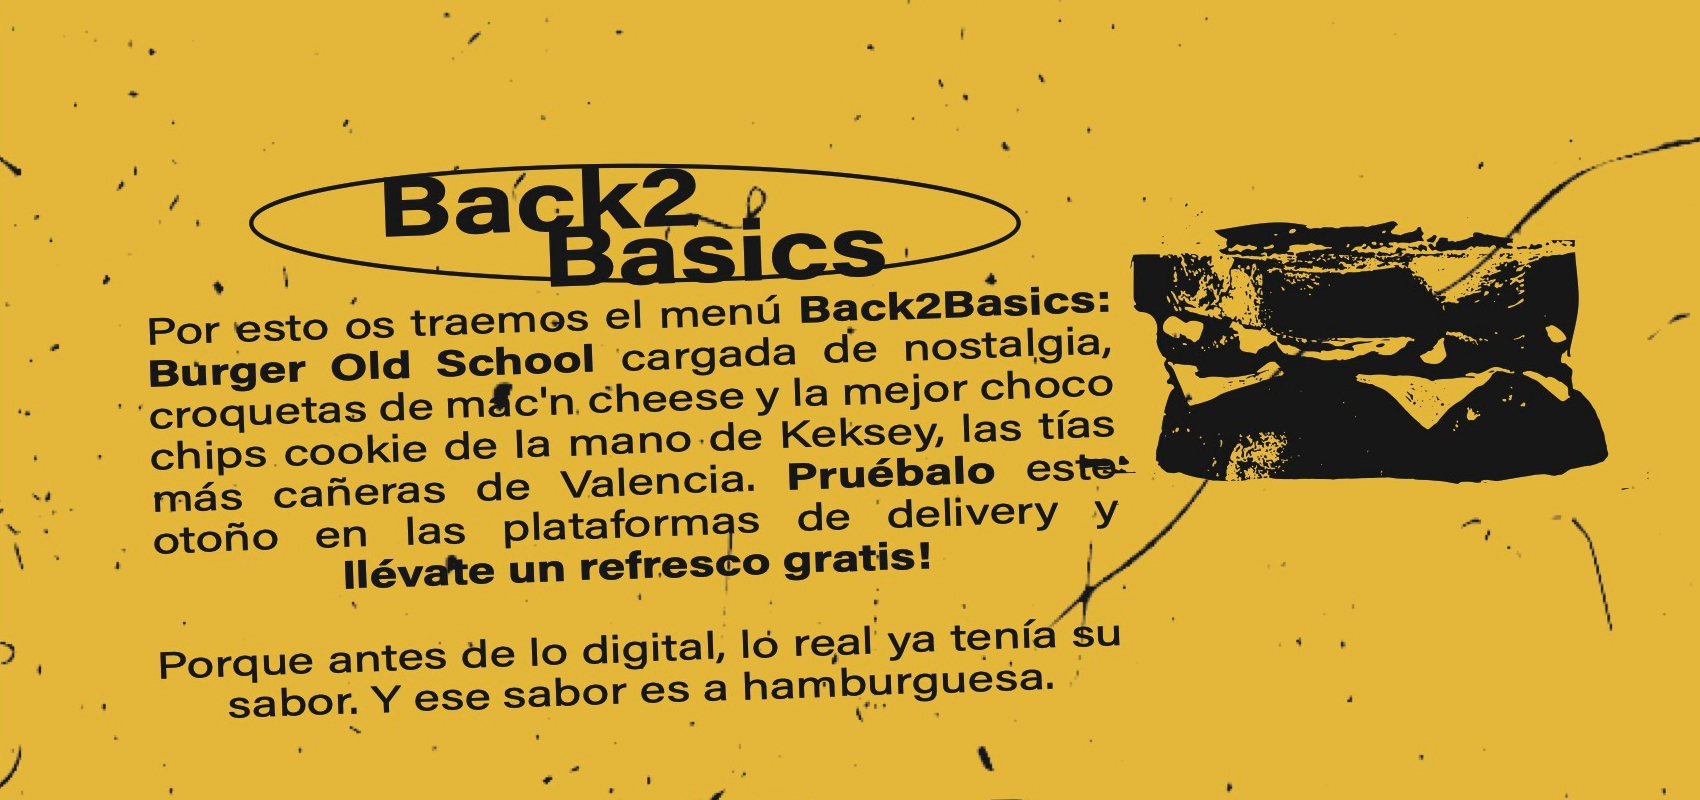 Back2
Basics
Por esto os traemos el menú Back2Basics:
Burger Old School cargada de nostalgia,
croquetas de mac'n cheese y la mejor choco
chips cookie de la mano de Keksey, las tías
más cañeras de Valencia. Pruébalo este
otoño en las plataformas de delivery y
llévate un refresco gratis!
Porque antes de lo digital, lo real ya tenía su
sabor. Y ese sabor es a hamburguesa.